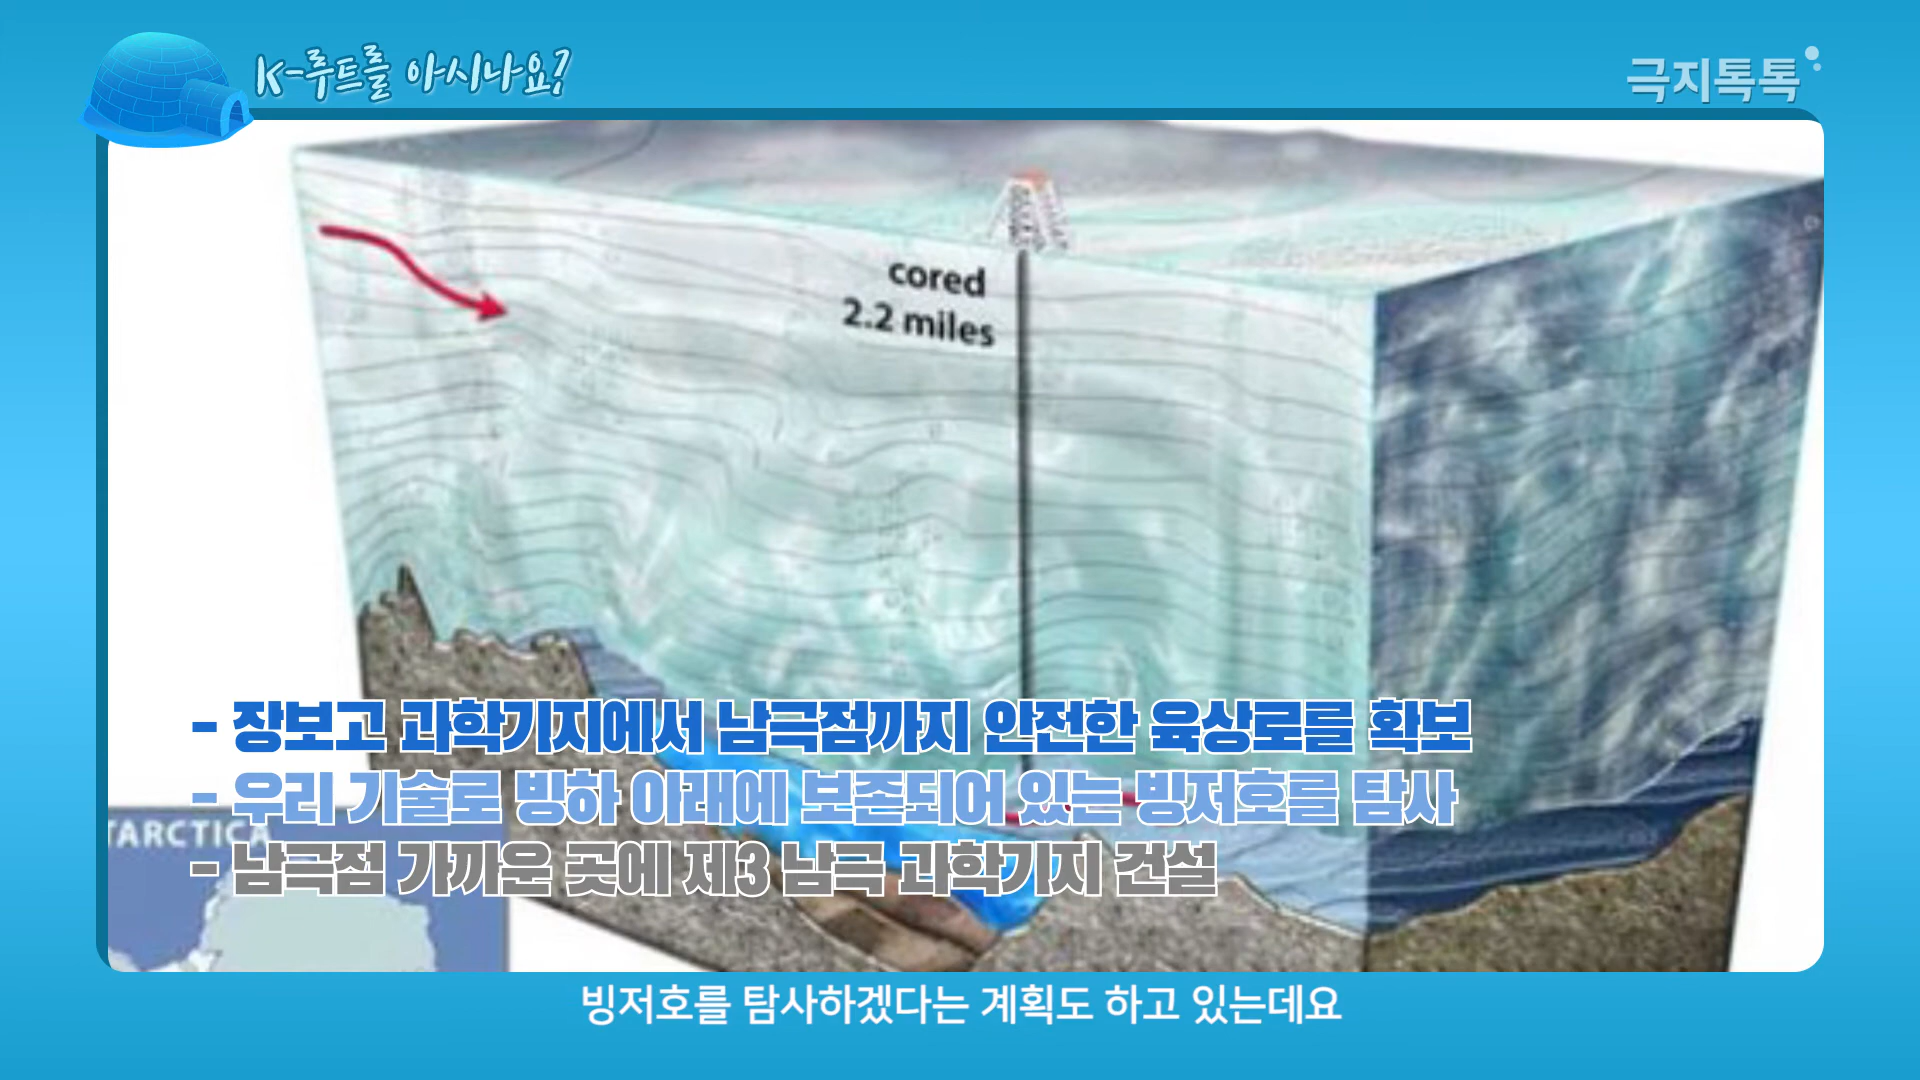 K-루트를 아시나요?
극지톡톡
cored
2.2 miles
- 장보고 과학기지에서 남극점까지 안전한 육상로를 확보
- 우리 기술로 빙하 아래에 보존되어 있는 빙저호를 탐사
TARCTICA
- 남극점 가까운 곳에 제3 남극 과학기지 건설
빙저호를 탐사하겠다는 계획도 하고 있는데요